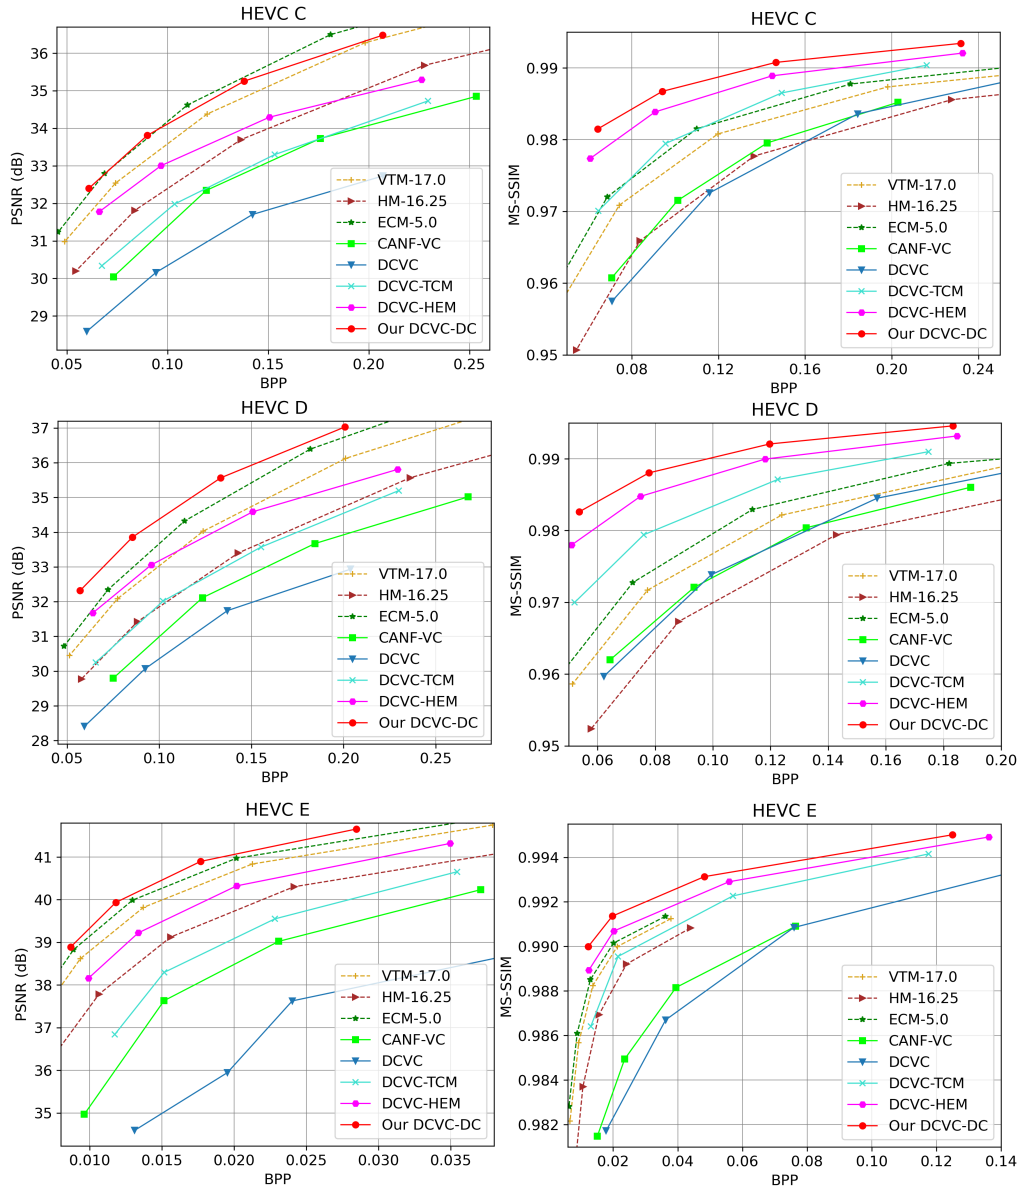 HEVC C
PSNR (dB)
36
35
34
33
32
31
30
29
0.05 0.10 0.15 0.20 0.25
BPP
VTM-17.0
HM-16.25
ECM-5.0
CANF-VC
DCVC
DCVC-TCM
DCVC-HEM
Our DCVC-DC
HEVC C
MS-SSIM
0.99
0.98
0.97
0.96
0.95
0.08 0.12 0.16 0.20 0.24
BPP
VTM-17.0
HM-16.25
ECM-5.0
CANF-VC
DCVC
DCVC-TCM
DCVC-HEM
Our DCVC-DC
HEVC D
PSNR (dB)
37
36
35
34
33
32
31
30
29
28
0.05 0.10 0.15 0.20 0.25
BPP
VTM-17.0
HM-16.25
ECM-5.0
CANF-VC
DCVC
DCVC-TCM
DCVC-HEM
Our DCVC-DC
HEVC D
MS-SSIM
0.99
0.98
0.97
0.96
0.95
0.06 0.08 0.10 0.12 0.14 0.16 0.18 0.20
BPP
VTM-17.0
HM-16.25
ECM-5.0
CANF-VC
DCVC
DCVC-TCM
DCVC-HEM
Our DCVC-DC
HEVC E
PSNR (dB)
41
40
39
38
37
36
35
0.010 0.015 0.020 0.025 0.030 0.035
BPP
VTM-17.0
HM-16.25
ECM-5.0
CANF-VC
DCVC
DCVC-TCM
DCVC-HEM
Our DCVC-DC
HEVC E
MS-SSIM
0.994
0.992
0.990
0.988
0.986
0.984
0.982
0.02 0.04 0.06 0.08 0.10 0.12 0.14
BPP
VTM-17.0
HM-16.25
ECM-5.0
CANF-VC
DCVC
DCVC-TCM
DCVC-HEM
Our DCVC-DC